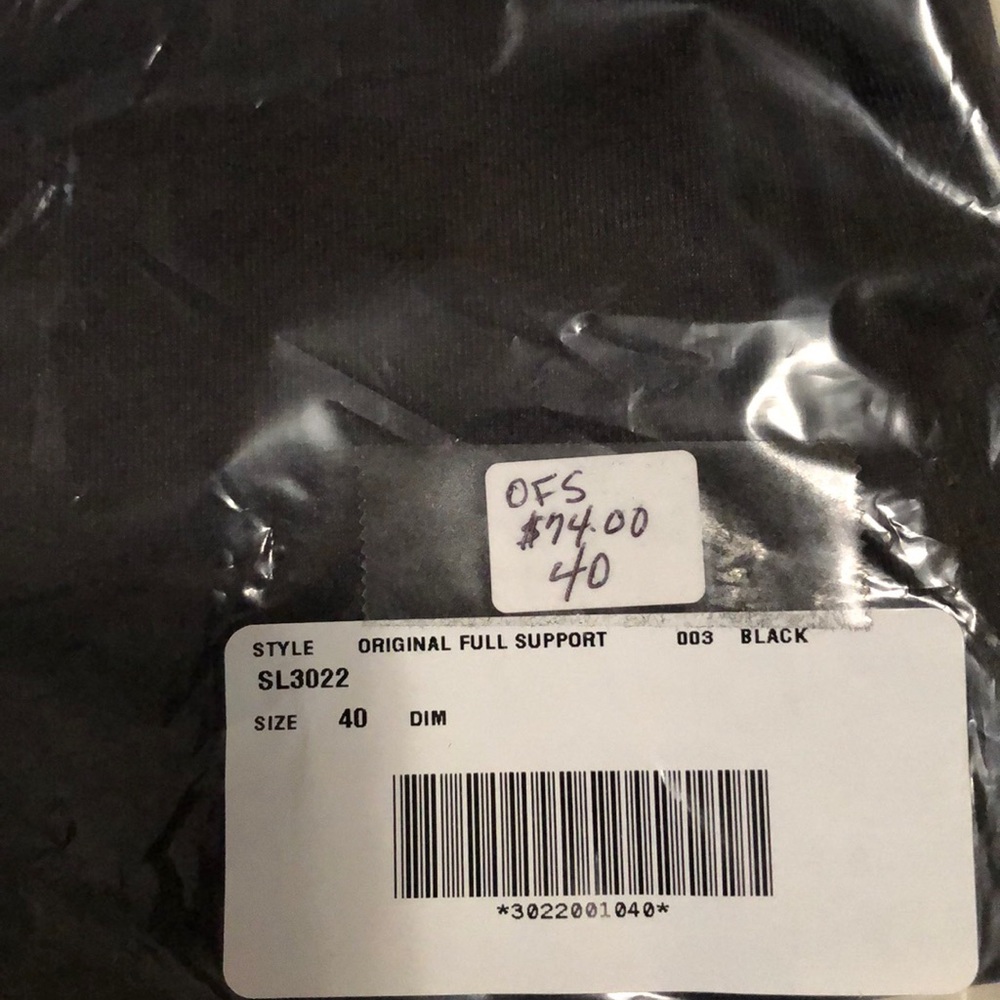 OFS
$74.00
40
STYLE ORIGINAL FULL SUPPORT 003 BLACK
SL3022
SIZE 40 DIM
*3022001040*